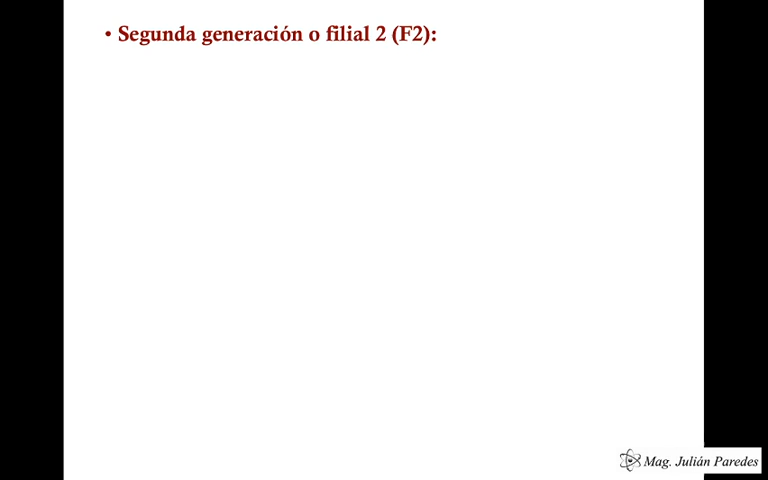 • Segunda generación o filial 2 (F2):
Mag. Julián Paredes